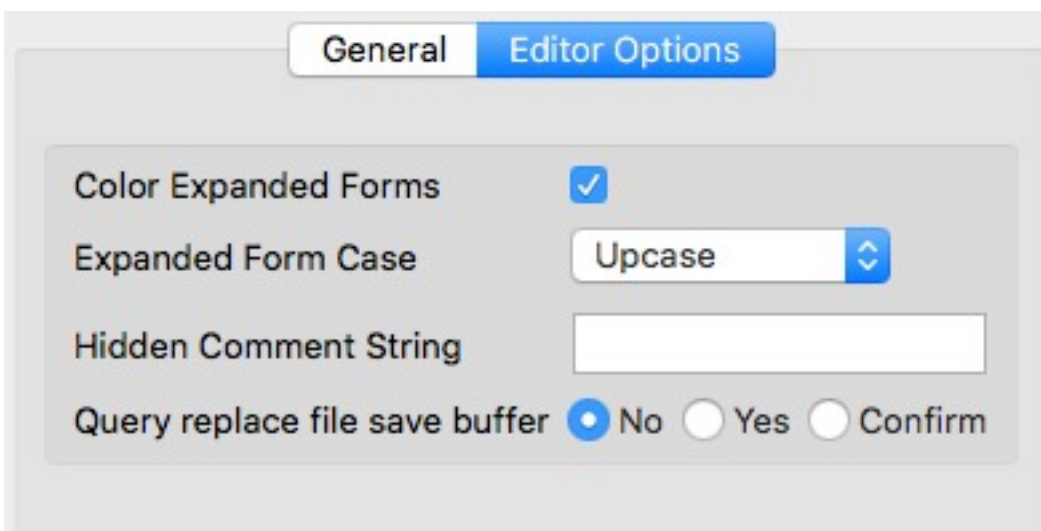 General Editor Options
Color Expanded Forms
Expanded Form Case Upcase
Hidden Comment String
Query replace file save buffer No Yes Confirm